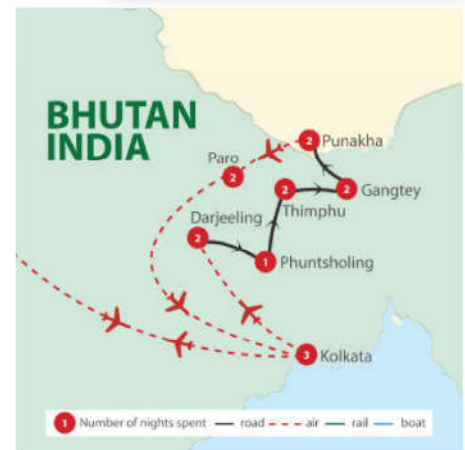 BHUTAN
INDIA
2 Punakha
Paro
2
2 Gangtey
2
Thimphu
Darjeeling
2
1 Phuntsholing
3 Kolkata
1 Number of nights spent road air rail boat